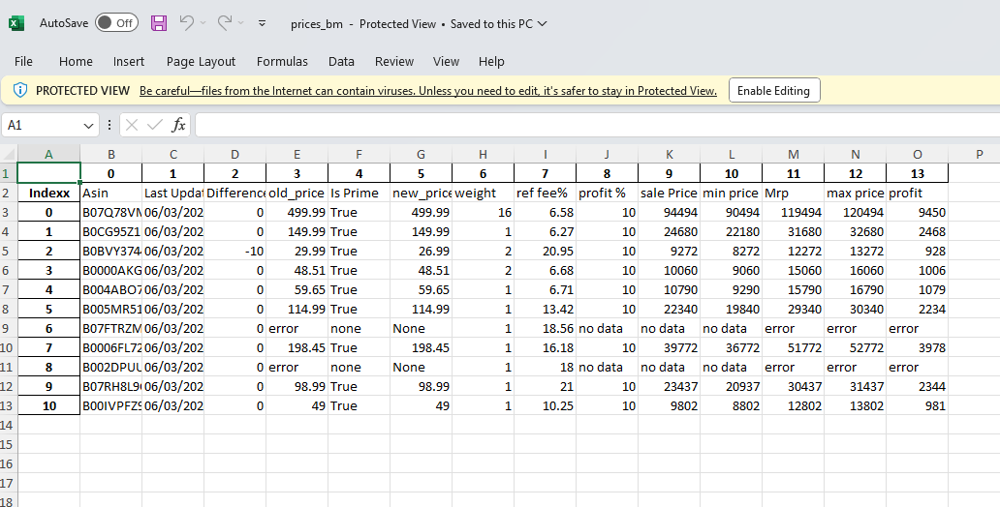 AutoSave Off prices_bm - Protected View • Saved to this PC
File Home Insert Page Layout Formulas Data Review View Help
PROTECTED VIEW Be careful—files from the Internet can contain viruses. Unless you need to edit, it's safer to stay in Protected View. Enable Editing
A1 fx
A B C D E F G H I J K L M N O P
1 0 1 2 3 4 5 6 7 8 9 10 11 12 13
2 Indexx Asin Last Updat Difference old_price Is Prime new_price weight ref fee% profit % sale Price min price Mrp max price profit
3 0 B07Q78VM 06/03/202 0 499.99 True 499.99 16 6.58 10 94494 90494 119494 120494 9450
4 1 B0CG95Z1 06/03/202 0 149.99 True 149.99 1 6.27 10 24680 22180 31680 32680 2468
5 2 B0BVY374 06/03/202 -10 29.99 True 26.99 2 20.95 10 9272 8272 12272 13272 928
6 3 B0000AKG 06/03/202 0 48.51 True 48.51 2 6.68 10 10060 9060 15060 16060 1006
7 4 B004ABO7 06/03/202 0 59.65 True 59.65 1 6.71 10 10790 9290 15790 16790 1079
8 5 B005MR51 06/03/202 0 114.99 True 114.99 1 13.42 10 22340 19840 29340 30340 2234
9 6 B07FTRZM 06/03/202 0 error none None 1 18.56 no data no data no data error error error
10 7 B0006FL72 06/03/202 0 198.45 True 198.45 1 16.18 10 39772 36772 51772 52772 3978
11 8 B002DPUU 06/03/202 0 error none None 1 18 no data no data no data error error error
12 9 B07RH8L9 06/03/202 0 98.99 True 98.99 1 21 10 23437 20937 30437 31437 2344
13 10 B00IVPFZ9 06/03/202 0 49 True 49 1 10.25 10 9802 8802 12802 13802 981
14
15
16
17
18